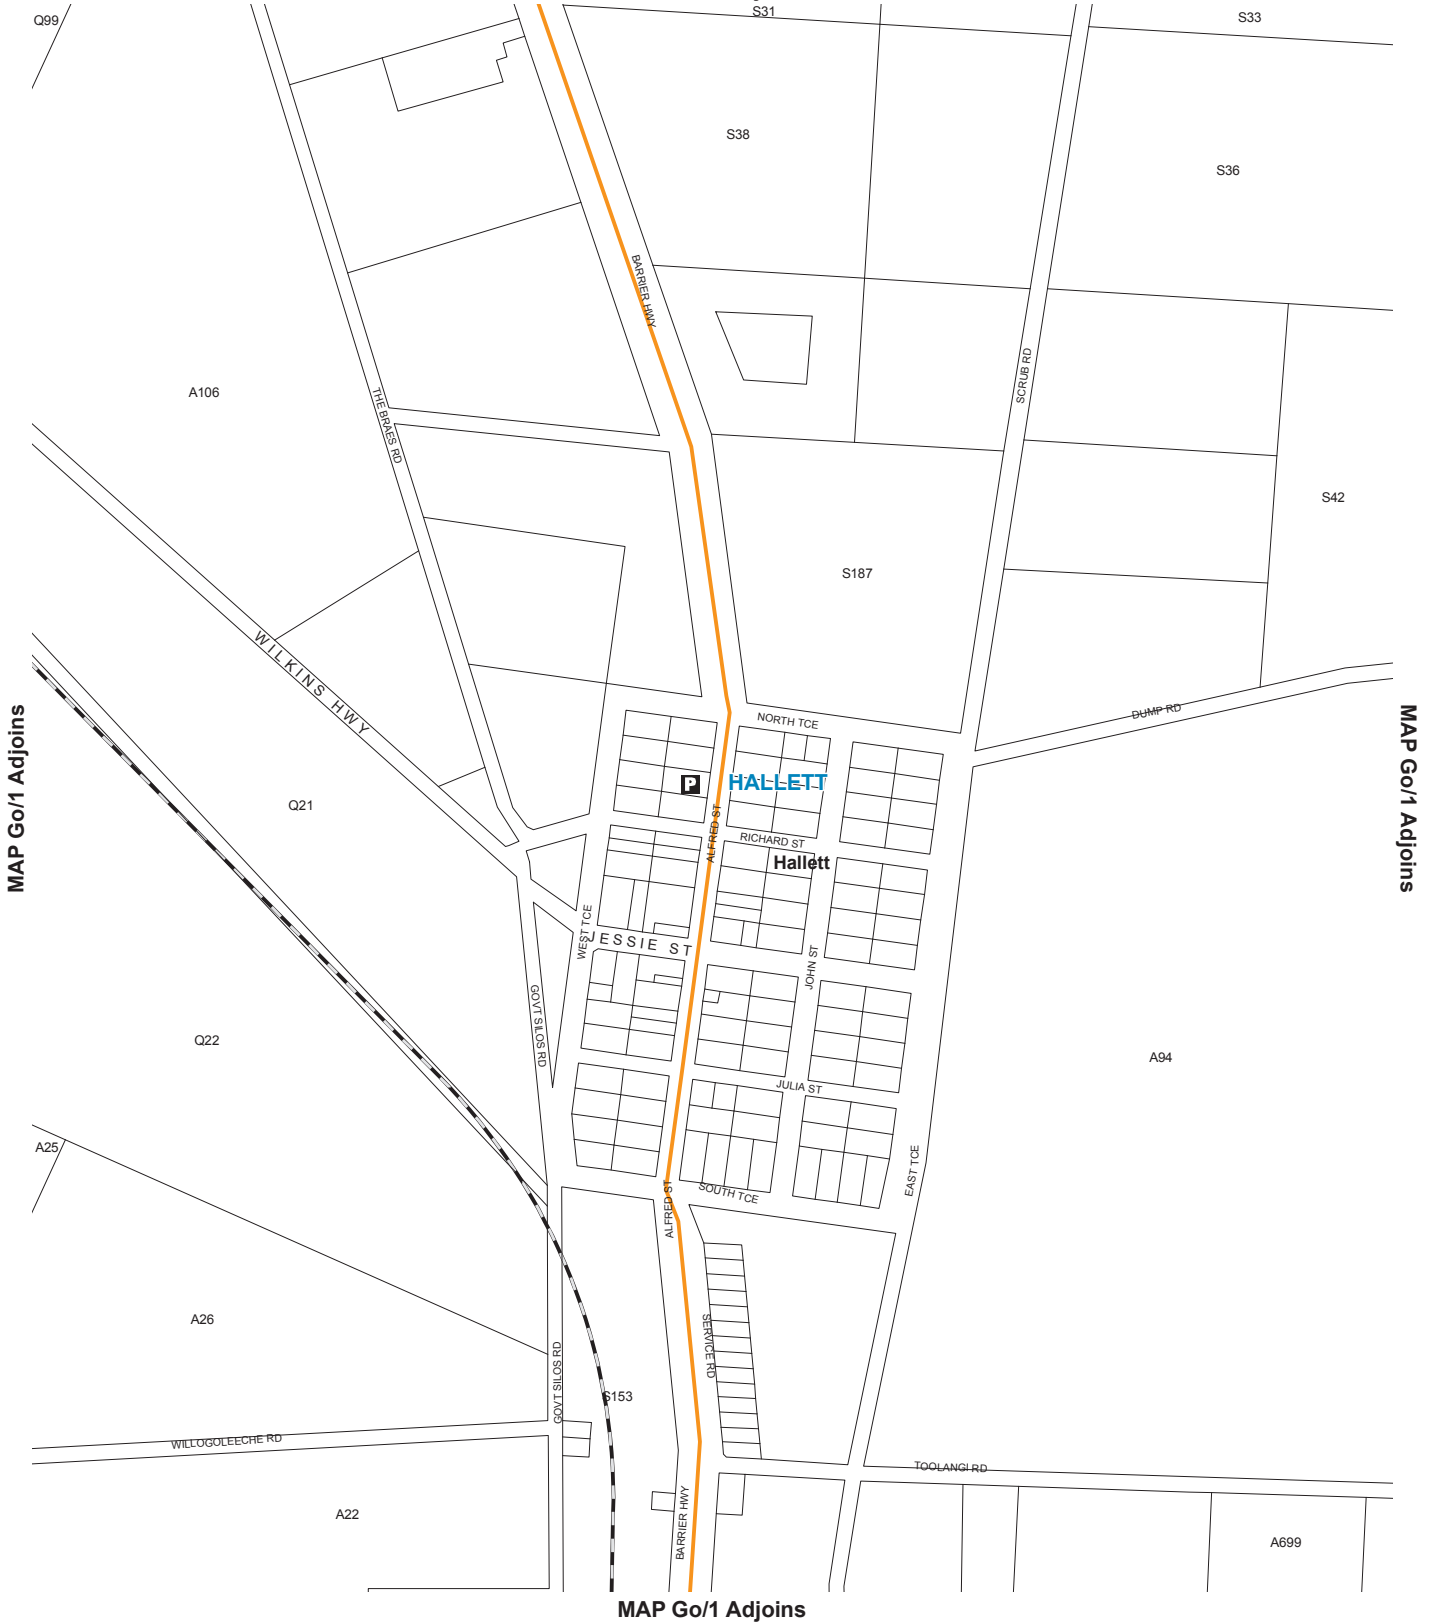 S31
Q99
S33
S38
S36
BARRIER HWY
SCRUB RD
A106
THE BRAES RD
S42
S187
WILKINS HWY
MAP Go/1 Adjoins
MAP Go/1 Adjoins
DUMP RD
NORTH TCE
P
HALLETT
Q21
ALFRED ST
RICHARD ST
Hallett
WEST TCE
JESSIE ST
JOHN ST
GOVT SILOS RD
Q22
A94
JULIA ST
A25
EAST TCE
SOUTH TCE
ALFRED ST
A26
SERVICE RD
GOVT SILOS RD
S153
WILLOGOLEECHE RD
TOOLANGI RD
A22
BARRIER HWY
A699
MAP Go/1 Adjoins